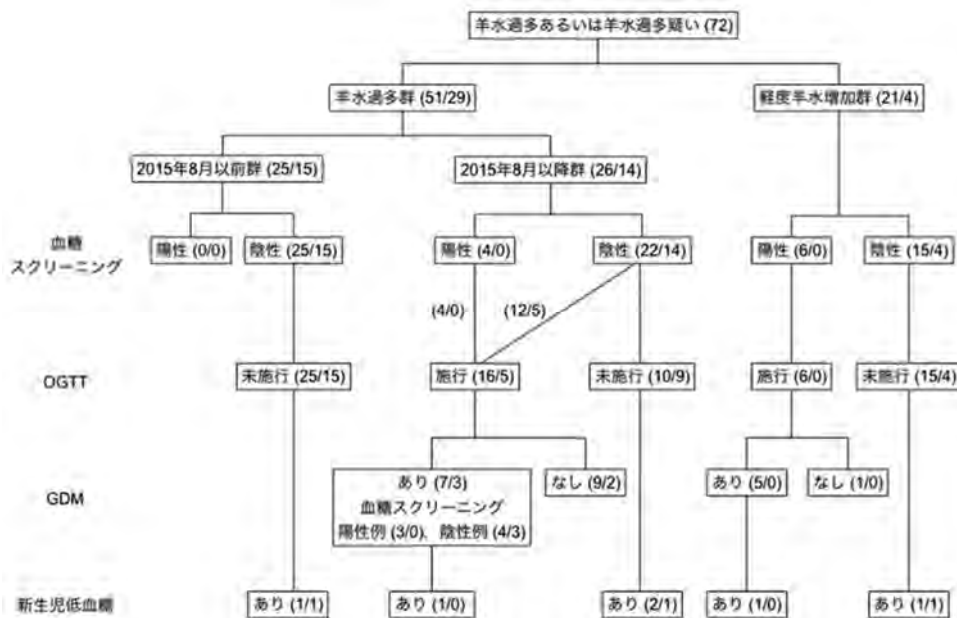 羊水過多あるいは羊水過多疑い (72)
羊水過多群 (51/29)
軽度羊水増加群 (21/4)
2015年8月以前群 (25/15)
2015年8月以降群 (26/14)
血糖
スクリーニング
陽性 (0/0)
陰性 (25/15)
陽性 (4/0)
陰性 (22/14)
陽性 (6/0)
陰性 (15/4)
(4/0)
(12/5)
OGTT
未施行 (25/15)
施行 (16/5)
未施行 (10/9)
施行 (6/0)
未施行 (15/4)
GDM
あり (7/3)
血糖スクリーニング
陽性例 (3/0)、陰性例 (4/3)
なし (9/2)
あり (5/0)
なし (1/0)
新生児低血糖
あり (1/1)
あり (1/0)
あり (2/1)
あり (1/0)
あり (1/1)